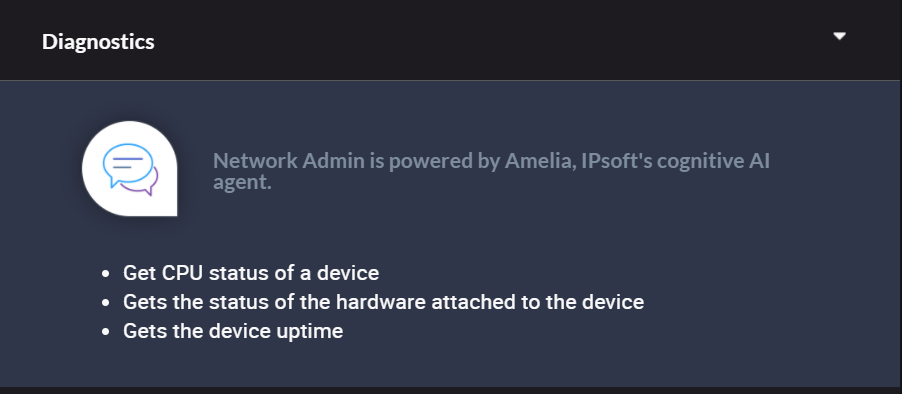 Diagnostics
Network Admin is powered by Amelia, IPsoft's cognitive AI
agent.
Get CPU status of a device
Gets the status of the hardware attached to the device
Gets the device uptime